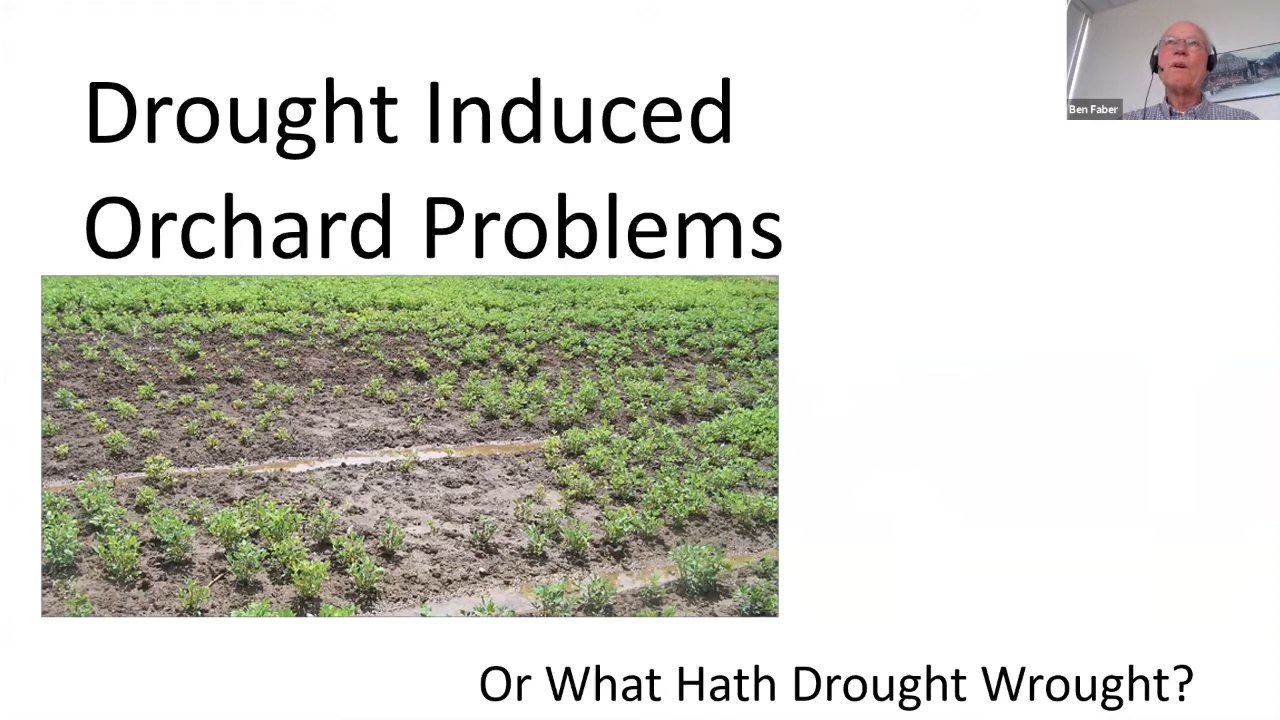 Drought Induced
Orchard Problems
Ben Faber
Or What Hath Drought Wrought?